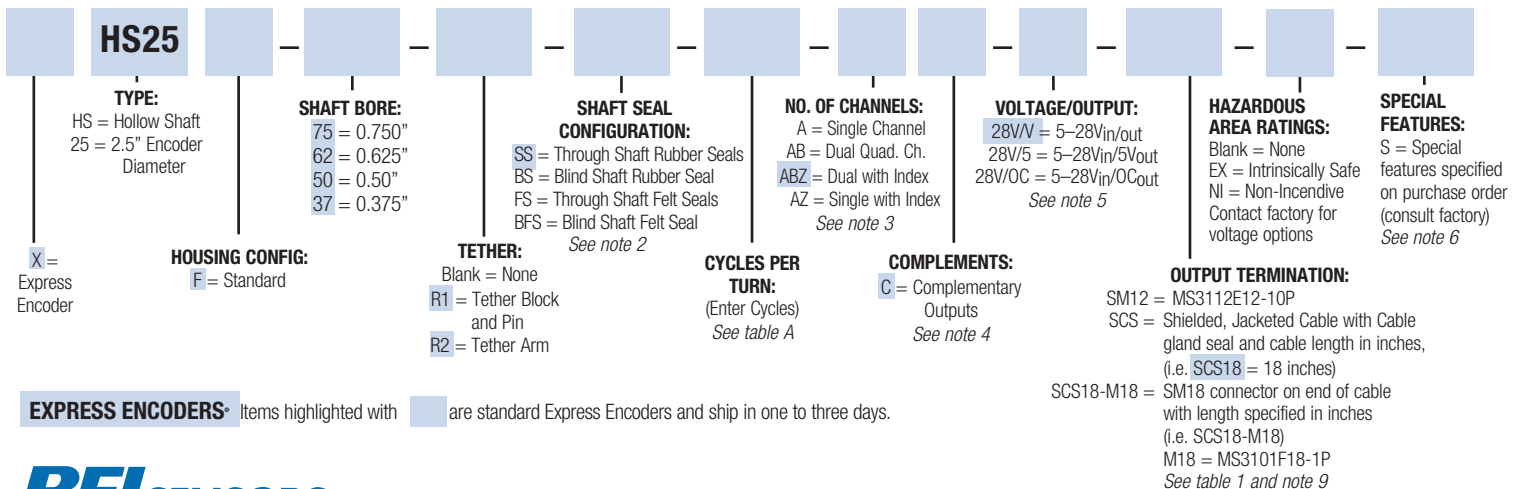 HS25
TYPE:
HS = Hollow Shaft
25 = 2.5” Encoder
Diameter
SHAFT BORE:
75 = 0.750”
62 = 0.625”
50 = 0.50”
37 = 0.375”
SHAFT SEAL
CONFIGURATION:
SS = Through Shaft Rubber Seals
BS = Blind Shaft Rubber Seal
FS = Through Shaft Felt Seals
BFS = Blind Shaft Felt Seal
See note 2
NO. OF CHANNELS:
A = Single Channel
AB = Dual Quad. Ch.
ABZ = Dual with Index
AZ = Single with Index
See note 3
VOLTAGE/OUTPUT:
28V/V = 5–28Vin/out
28V/5 = 5–28Vin/5Vout
28V/OC = 5–28Vin/OCout
See note 5
HAZARDOUS
AREA RATINGS:
Blank = None
EX = Intrinsically Safe
NI = Non-Incendive
Contact factory for
voltage options
SPECIAL
FEATURES:
S = Special
features specified
on purchase order
(consult factory)
See note 6
X =
Express
Encoder
HOUSING CONFIG:
F = Standard
TETHER:
Blank = None
R1 = Tether Block
and Pin
R2 = Tether Arm
CYCLES PER
TURN:
(Enter Cycles)
See table A
COMPLEMENTS:
C = Complementary
Outputs
See note 4
OUTPUT TERMINATION:
SM12 = MS3112E12-10P
SCS = Shielded, Jacketed Cable with Cable
gland seal and cable length in inches,
(i.e. SCS18 = 18 inches)
SCS18-M18 = SM18 connector on end of cable
with length specified in inches
(i.e. SCS18-M18)
M18 = MS3101F18-1P
See table 1 and note 9
EXPRESS ENCODERS® Items highlighted with are standard Express Encoders and ship in one to three days.
BEI SENSORS